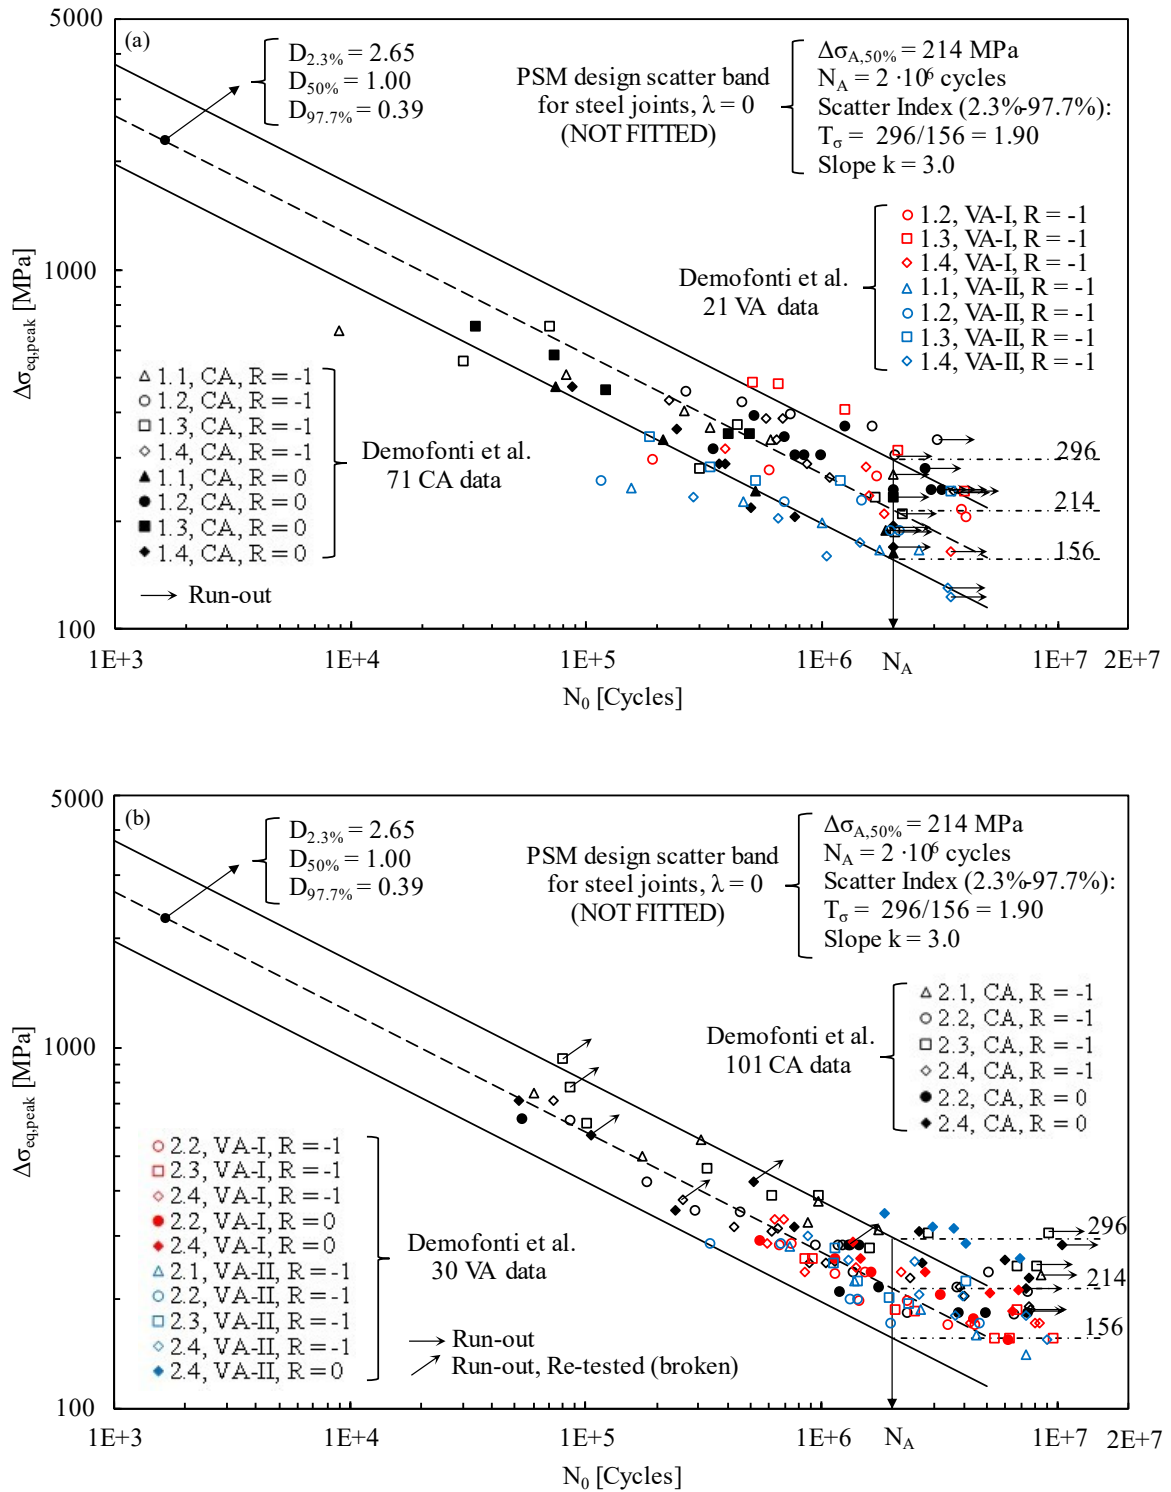 (a)
5000
1000
100
Δσeq,peak [MPa]
D2.3% = 2.65
D50% = 1.00
D97.7% = 0.39
PSM design scatter band
for steel joints, λ = 0
(NOT FITTED)
ΔσA,50% = 214 MPa
NA = 2 ·10⁶ cycles
Scatter Index (2.3%-97.7%):
Tσ = 296/156 = 1.90
Slope k = 3.0
Demofonti et al.
21 VA data
1.2, VA-I, R = -1
1.3, VA-I, R = -1
1.4, VA-I, R = -1
1.1, VA-II, R = -1
1.2, VA-II, R = -1
1.3, VA-II, R = -1
1.4, VA-II, R = -1
1.1, CA, R = -1
1.2, CA, R = -1
1.3, CA, R = -1
1.4, CA, R = -1
1.1, CA, R = 0
1.2, CA, R = 0
1.3, CA, R = 0
1.4, CA, R = 0
Demofonti et al.
71 CA data
Run-out
296
214
156
1E+3 1E+4 1E+5 1E+6 NA 1E+7 2E+7
N0 [Cycles]
(b)
5000
1000
100
Δσeq,peak [MPa]
D2.3% = 2.65
D50% = 1.00
D97.7% = 0.39
PSM design scatter band
for steel joints, λ = 0
(NOT FITTED)
ΔσA,50% = 214 MPa
NA = 2 ·10⁶ cycles
Scatter Index (2.3%-97.7%):
Tσ = 296/156 = 1.90
Slope k = 3.0
Demofonti et al.
101 CA data
2.1, CA, R = -1
2.2, CA, R = -1
2.3, CA, R = -1
2.4, CA, R = -1
2.2, CA, R = 0
2.4, CA, R = 0
2.2, VA-I, R = -1
2.3, VA-I, R = -1
2.4, VA-I, R = -1
2.2, VA-I, R = 0
2.4, VA-I, R = 0
2.1, VA-II, R = -1
2.2, VA-II, R = -1
2.3, VA-II, R = -1
2.4, VA-II, R = -1
2.4, VA-II, R = 0
Demofonti et al.
30 VA data
Run-out
Run-out, Re-tested (broken)
296
214
156
1E+3 1E+4 1E+5 1E+6 NA 1E+7 2E+7
N0 [Cycles]